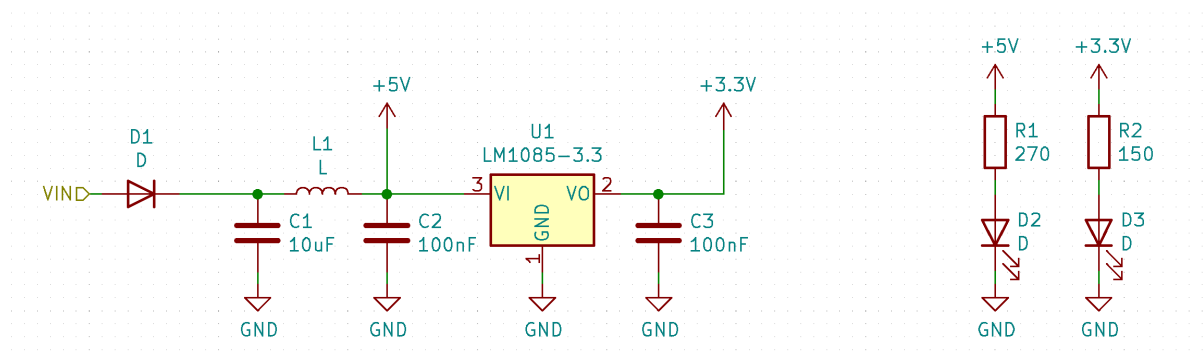 +5V
+3.3V
+5V
+3.3V
D1
D
L1
L
U1
LM1085-3.3
R1
270
R2
150
VIN
3
VI
VO
2
GND
1
C1
10uF
C2
100nF
C3
100nF
D2
D
D3
D
GND
GND
GND
GND
GND
GND